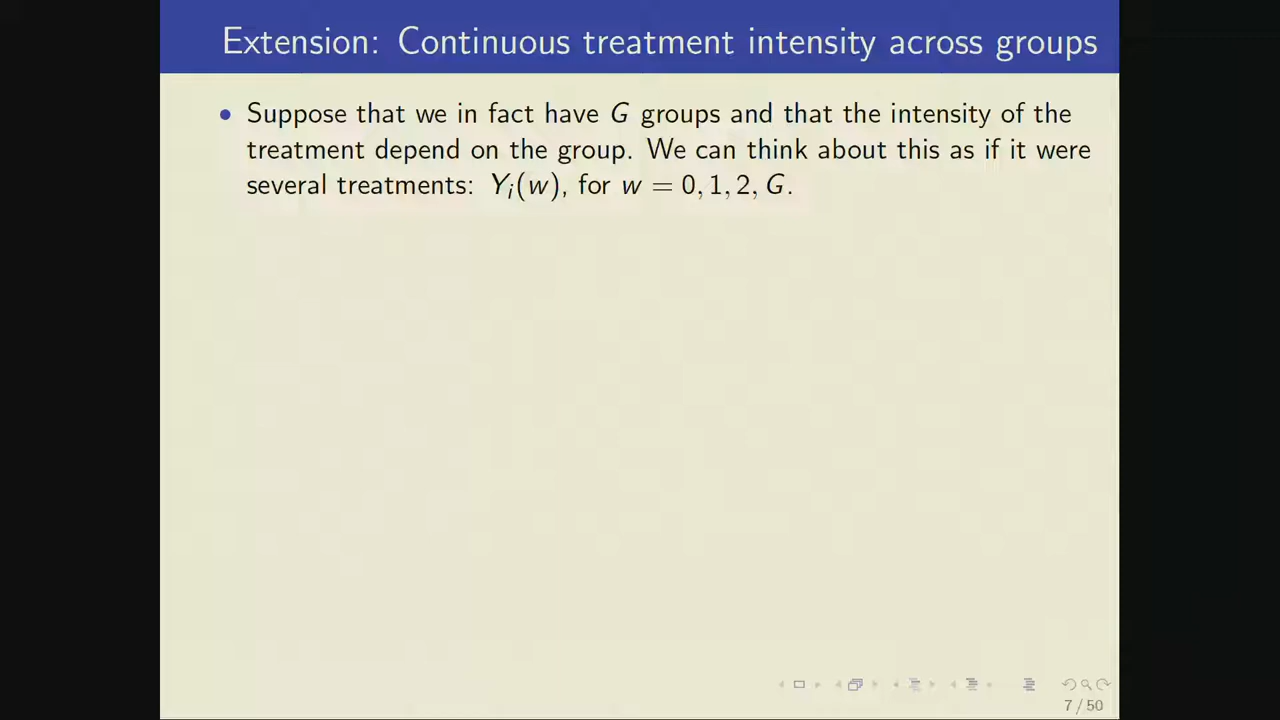 Extension: Continuous treatment intensity across groups
• Suppose that we in fact have G groups and that the intensity of the
treatment depend on the group. We can think about this as if it were
several treatments: Yᵢ(w), for w = 0, 1, 2, G.
7 / 50